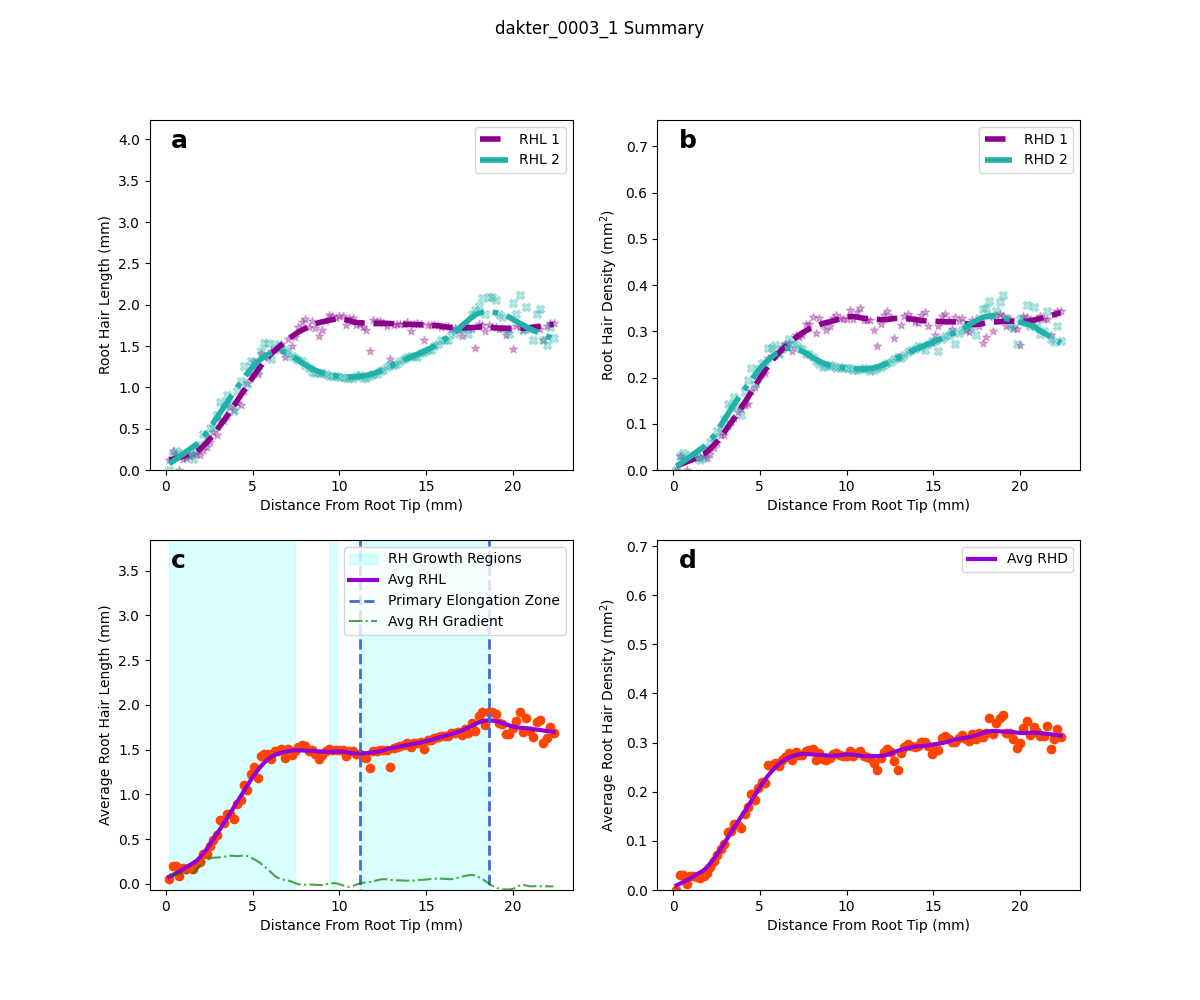 dakter_0003_1 Summary
a
RHL 1
RHL 2
4.0
3.5
3.0
2.5
2.0
1.5
1.0
0.5
0.0
Root Hair Length (mm)
0 5 10 15 20
Distance From Root Tip (mm)
b
RHD 1
RHD 2
0.7
0.6
0.5
0.4
0.3
0.2
0.1
0.0
Root Hair Density (mm²)
0 5 10 15 20
Distance From Root Tip (mm)
c
RH Growth Regions
Avg RHL
Primary Elongation Zone
Avg RH Gradient
3.5
3.0
2.5
2.0
1.5
1.0
0.5
0.0
Average Root Hair Length (mm)
0 5 10 15 20
Distance From Root Tip (mm)
d
Avg RHD
0.7
0.6
0.5
0.4
0.3
0.2
0.1
0.0
Average Root Hair Density (mm²)
0 5 10 15 20
Distance From Root Tip (mm)